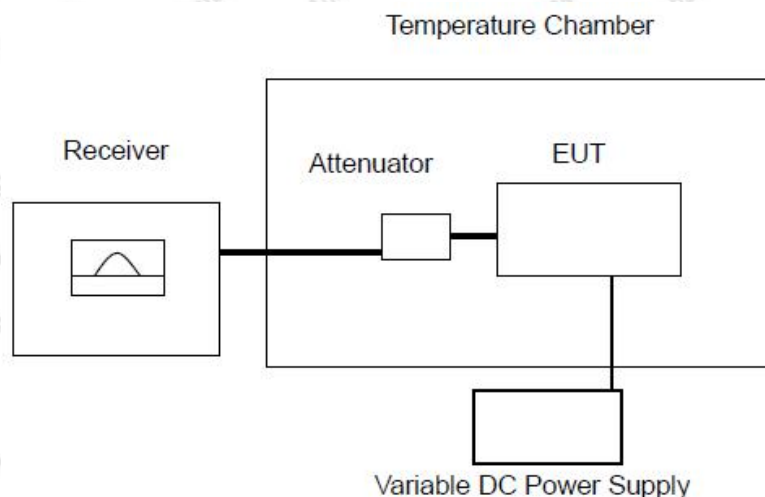 Temperature Chamber
Receiver
Attenuator
EUT
Variable DC Power Supply